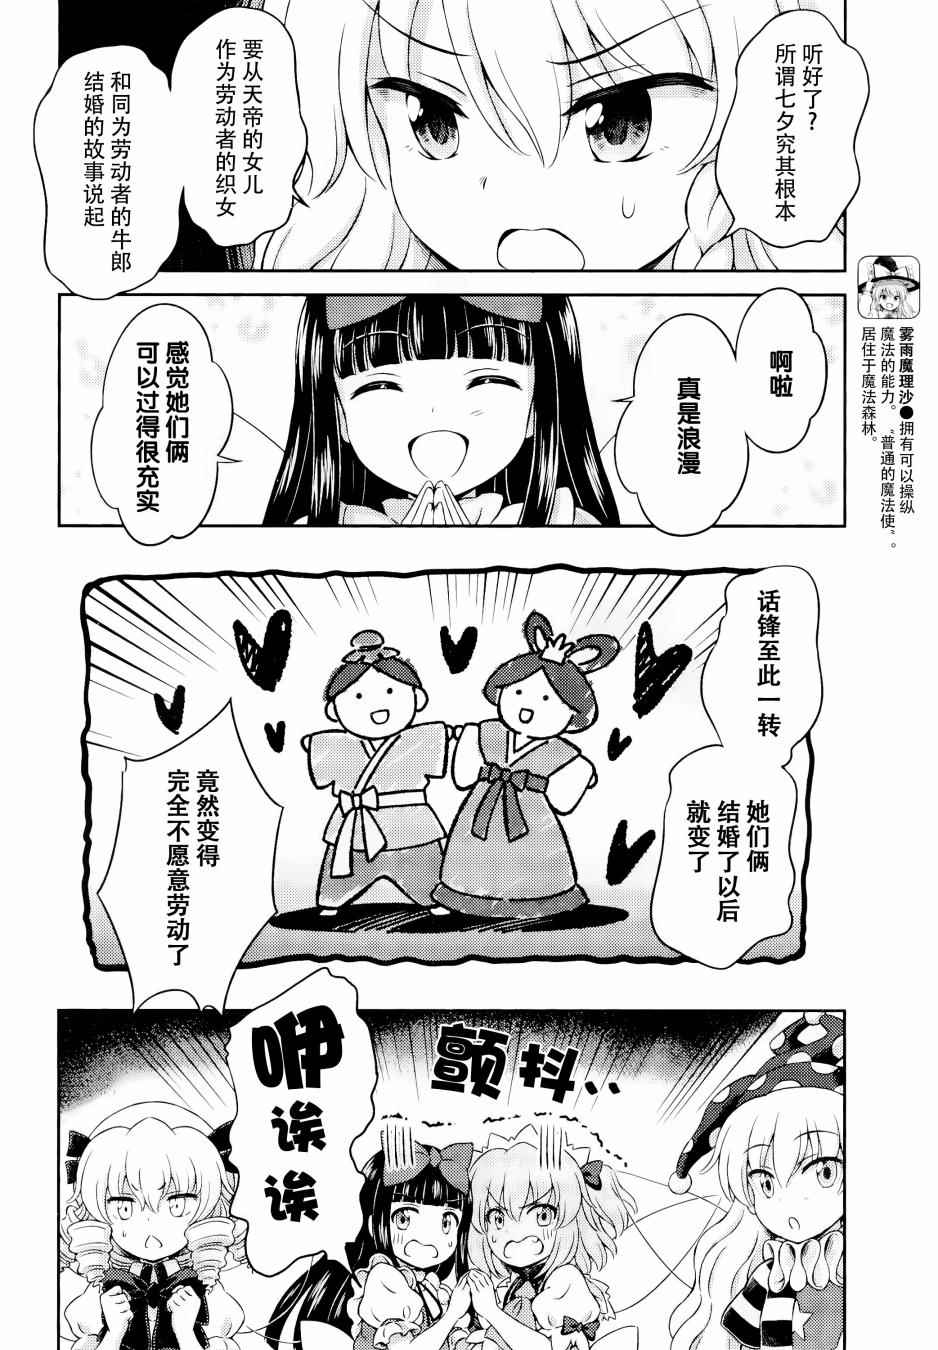 听好了?
所谓七夕究其根本
要从天帝的女儿
作为劳动者的织女
和同为劳动者的牛郎
结婚的故事说起
雾雨魔理沙●拥有可以操纵
魔法的能力。“普通的魔法使”。
居住于魔法森林。
啊啦
真是浪漫
感觉她们俩
可以过得很充实
话锋至此一转
她们俩
结婚了以后
就变了
竟然变得
完全不愿意劳动了
咿
诶
诶
颤抖..